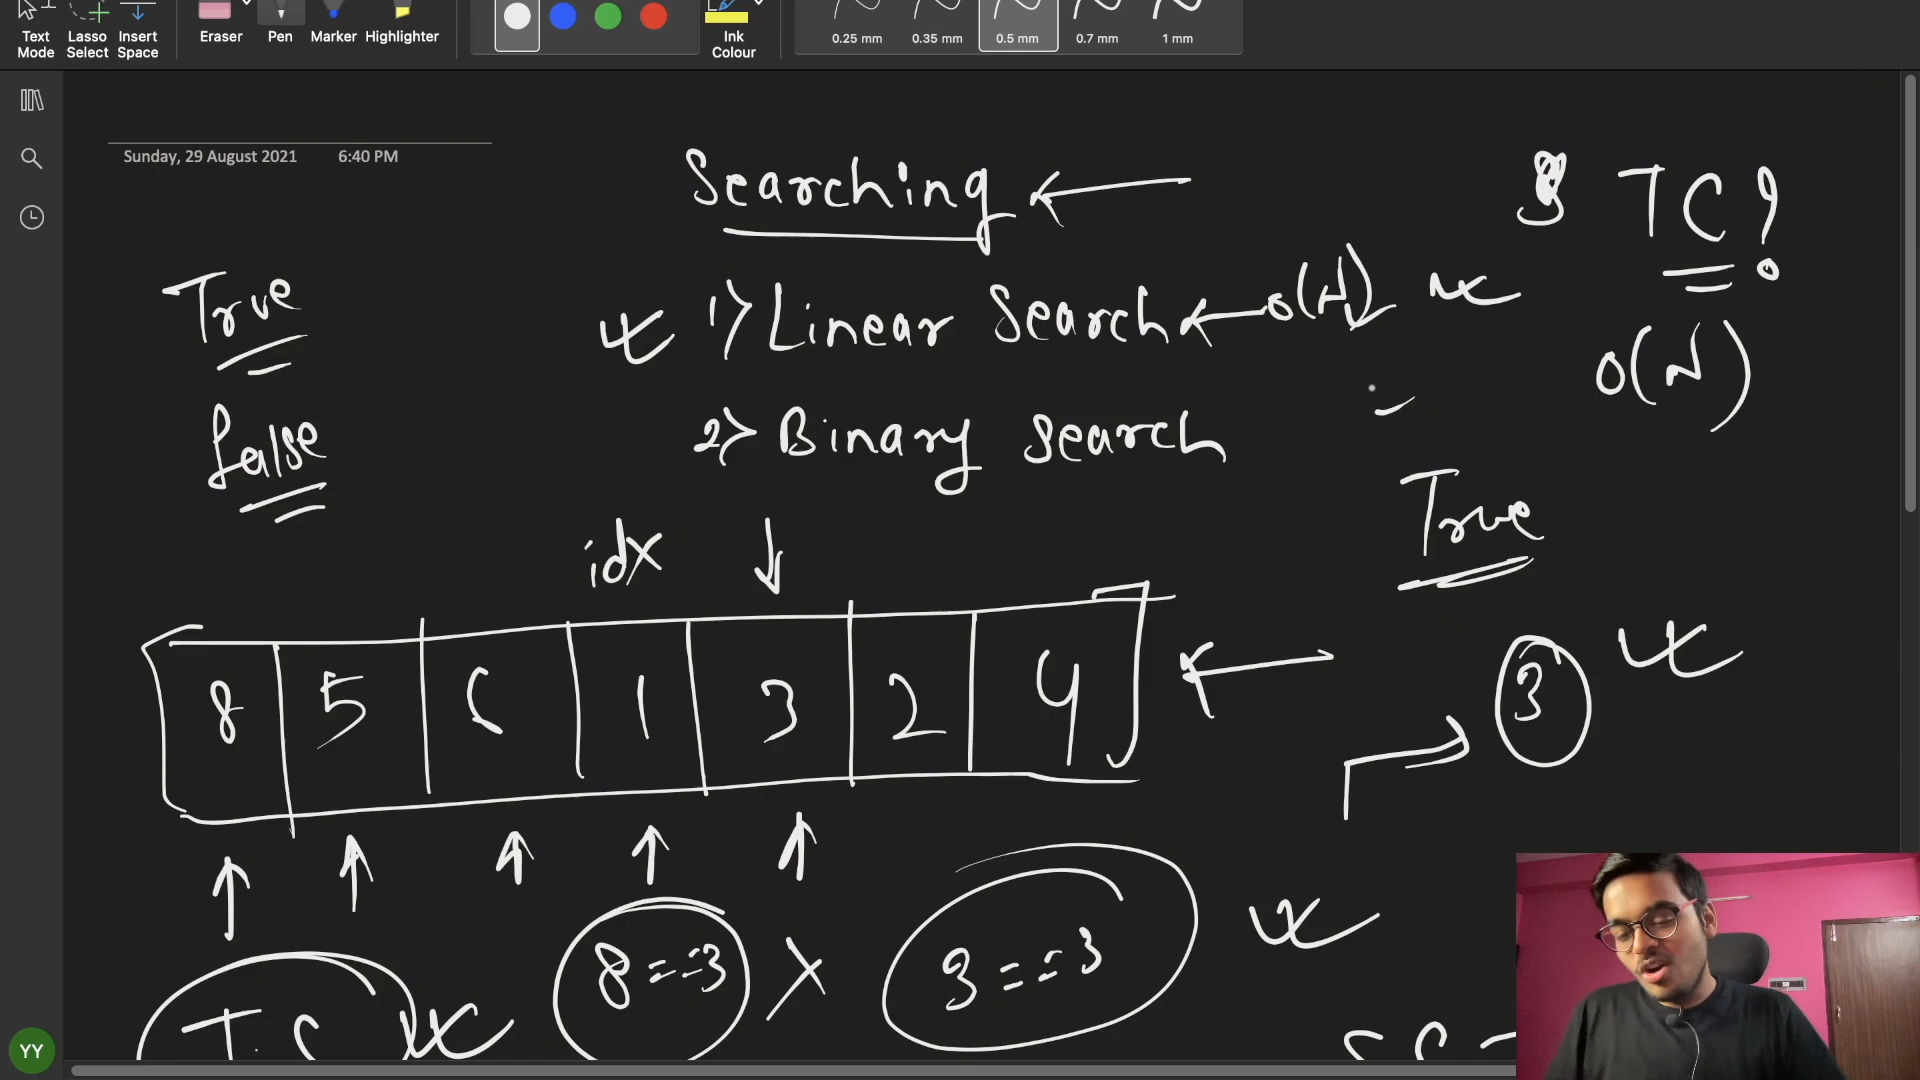 Text Mode
Lasso Select
Insert Space
Eraser
Pen
Marker
Highlighter
Ink Colour
0.25 mm
0.35 mm
0.5 mm
0.7 mm
1 mm
Sunday, 29 August 2021 6:40 PM
Searching
TC?
True
1) Linear Search O(N)
O(N)
False
2) Binary Search
True
idx
8 5 6 1 3 2 4
3
8 == 3
3 == 3
T C
YY